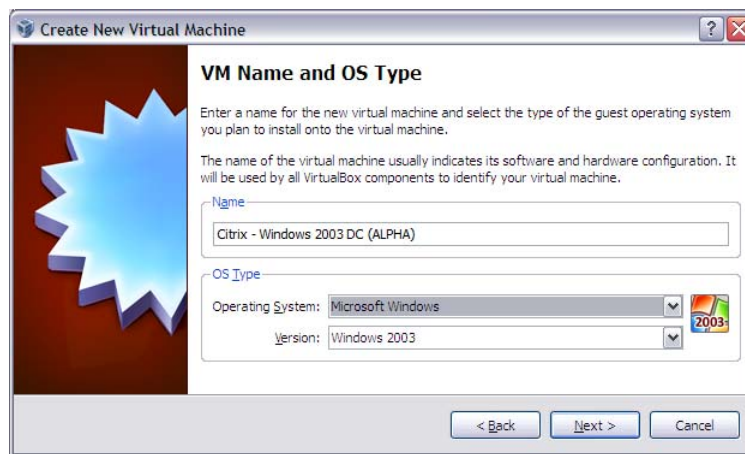 Create New Virtual Machine
VM Name and OS Type
Enter a name for the new virtual machine and select the type of the guest operating system
you plan to install onto the virtual machine.
The name of the virtual machine usually indicates its software and hardware configuration. It
will be used by all VirtualBox components to identify your virtual machine.
Name
Citrix - Windows 2003 DC (ALPHA)
OS Type
Operating System: Microsoft Windows
2003
Version: Windows 2003
< Back Next > Cancel